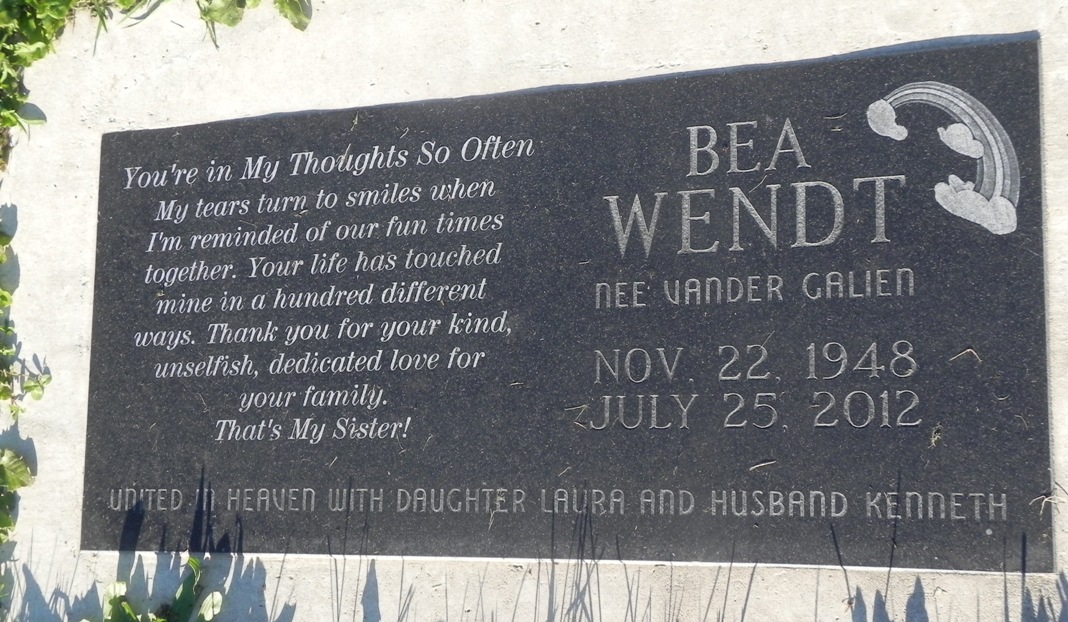 You're in My Thoughts So Often
My tears turn to smiles when
I'm reminded of our fun times
together. Your life has touched
mine in a hundred different
ways. Thank you for your kind,
unselfish, dedicated love for
your family.
That's My Sister!
BEA
WENDT
NEE VANDER GALIEN
NOV. 22, 1948
JULY 25, 2012
UNITED IN HEAVEN WITH DAUGHTER LAURA AND HUSBAND KENNETH